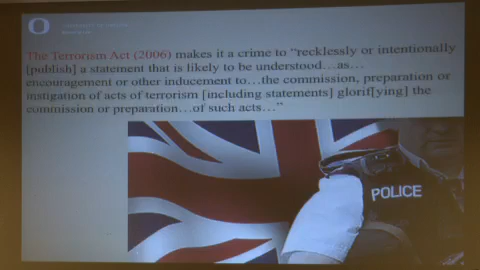 O
The Terrorism Act (2006) makes it a crime to “recklessly or intentionally
[publish] a statement that is likely to be understood…as…
encouragement or other inducement to…the commission, preparation or
instigation of acts of terrorism [including statements] glorif[ying] the
commission or preparation…of such acts…”
POLICE